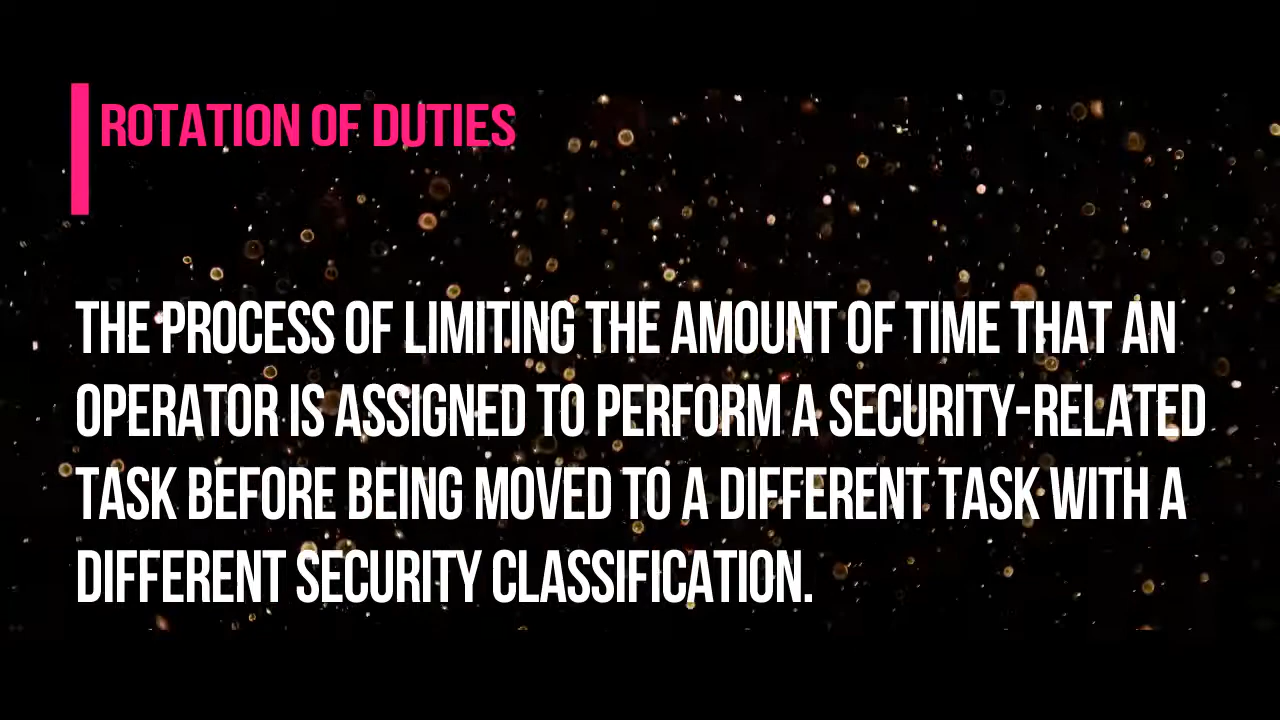 ROTATION OF DUTIES
THE PROCESS OF LIMITING THE AMOUNT OF TIME THAT AN
OPERATOR IS ASSIGNED TO PERFORM A SECURITY-RELATED
TASK BEFORE BEING MOVED TO A DIFFERENT TASK WITH A
DIFFERENT SECURITY CLASSIFICATION.